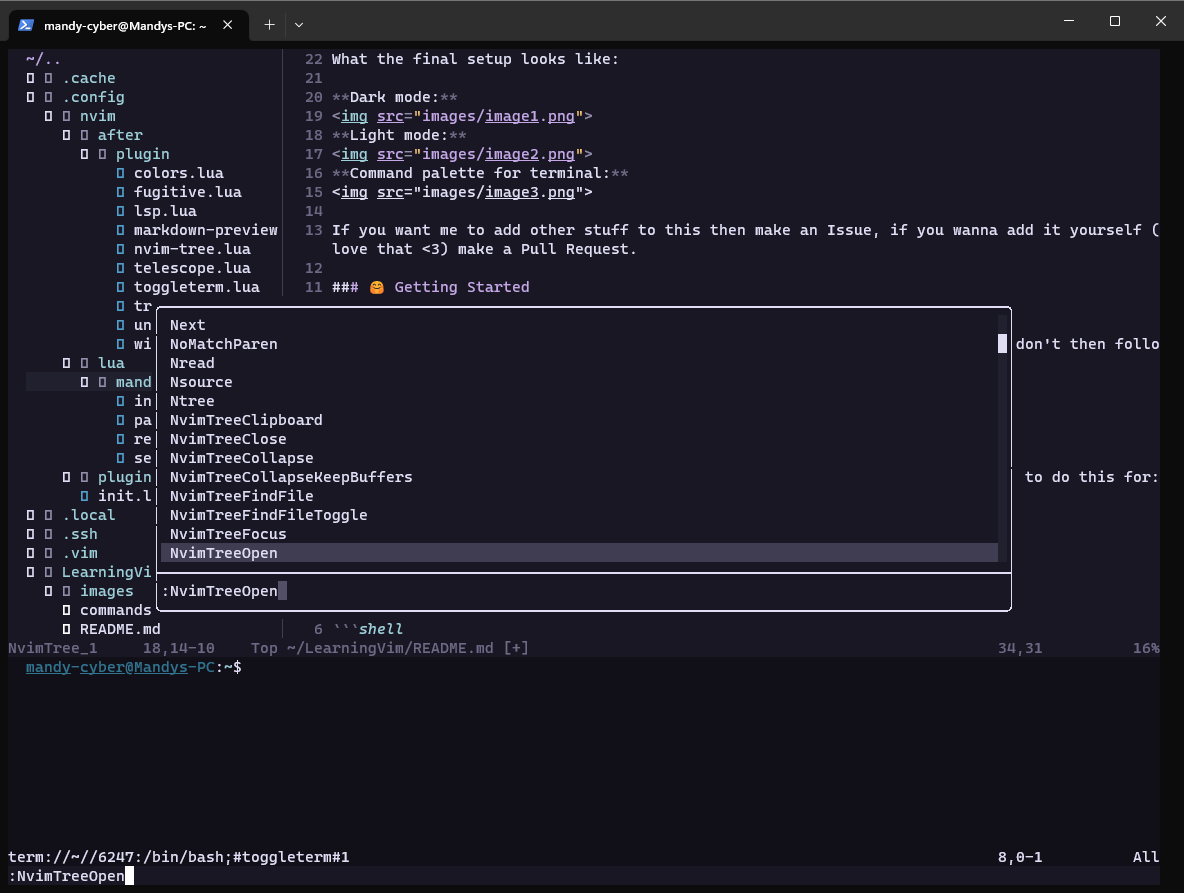 mandy-cyber@Mandys-PC: ~
~/..
.cache
.config
nvim
after
plugin
colors.lua
fugitive.lua
lsp.lua
markdown-preview
nvim-tree.lua
telescope.lua
toggleterm.lua
tr
un
wi
lua
mand
in
pa
re
se
plugin
init.l
.local
.ssh
.vim
LearningVi
images
commands
README.md
22 What the final setup looks like:
21
20 **Dark mode:**
19 <img src="images/image1.png">
18 **Light mode:**
17 <img src="images/image2.png">
16 **Command palette for terminal:**
15 <img src="images/image3.png">
14
13 If you want me to add other stuff to this then make an Issue, if you wanna add it yourself (
love that <3) make a Pull Request.
12
11 ### 🤗 Getting Started
don't then follo
to do this for:
Next
NoMatchParen
Nread
Nsource
Ntree
NvimTreeClipboard
NvimTreeClose
NvimTreeCollapse
NvimTreeCollapseKeepBuffers
NvimTreeFindFile
NvimTreeFindFileToggle
NvimTreeFocus
NvimTreeOpen
:NvimTreeOpen
6 ```shell
NvimTree_1 18,14-10 Top ~/LearningVim/README.md [+] 34,31 16%
mandy-cyber@Mandys-PC:~$
term://~//6247:/bin/bash;#toggleterm#1 8,0-1 All
:NvimTreeOpen